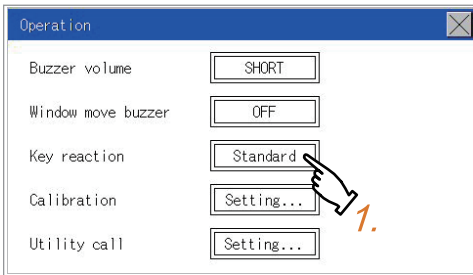 Operation
Buzzer volume SHORT
Window move buzzer OFF
Key reaction Standard
1.
Calibration Setting...
Utility call Setting...